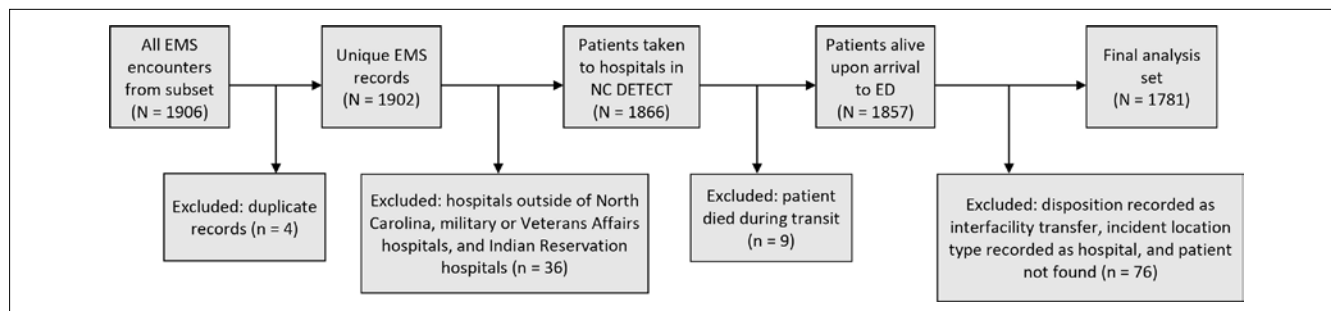 All EMS
encounters
from subset
(N = 1906)
Unique EMS
records
(N = 1902)
Patients taken
to hospitals in
NC DETECT
(N = 1866)
Patients alive
upon arrival
to ED
(N = 1857)
Final analysis
set
(N = 1781)
Excluded: duplicate
records (n = 4)
Excluded: hospitals outside of North
Carolina, military or Veterans Affairs
hospitals, and Indian Reservation
hospitals (n = 36)
Excluded: patient
died during transit
(n = 9)
Excluded: disposition recorded as
interfacility transfer, incident location
type recorded as hospital, and patient
not found (n = 76)